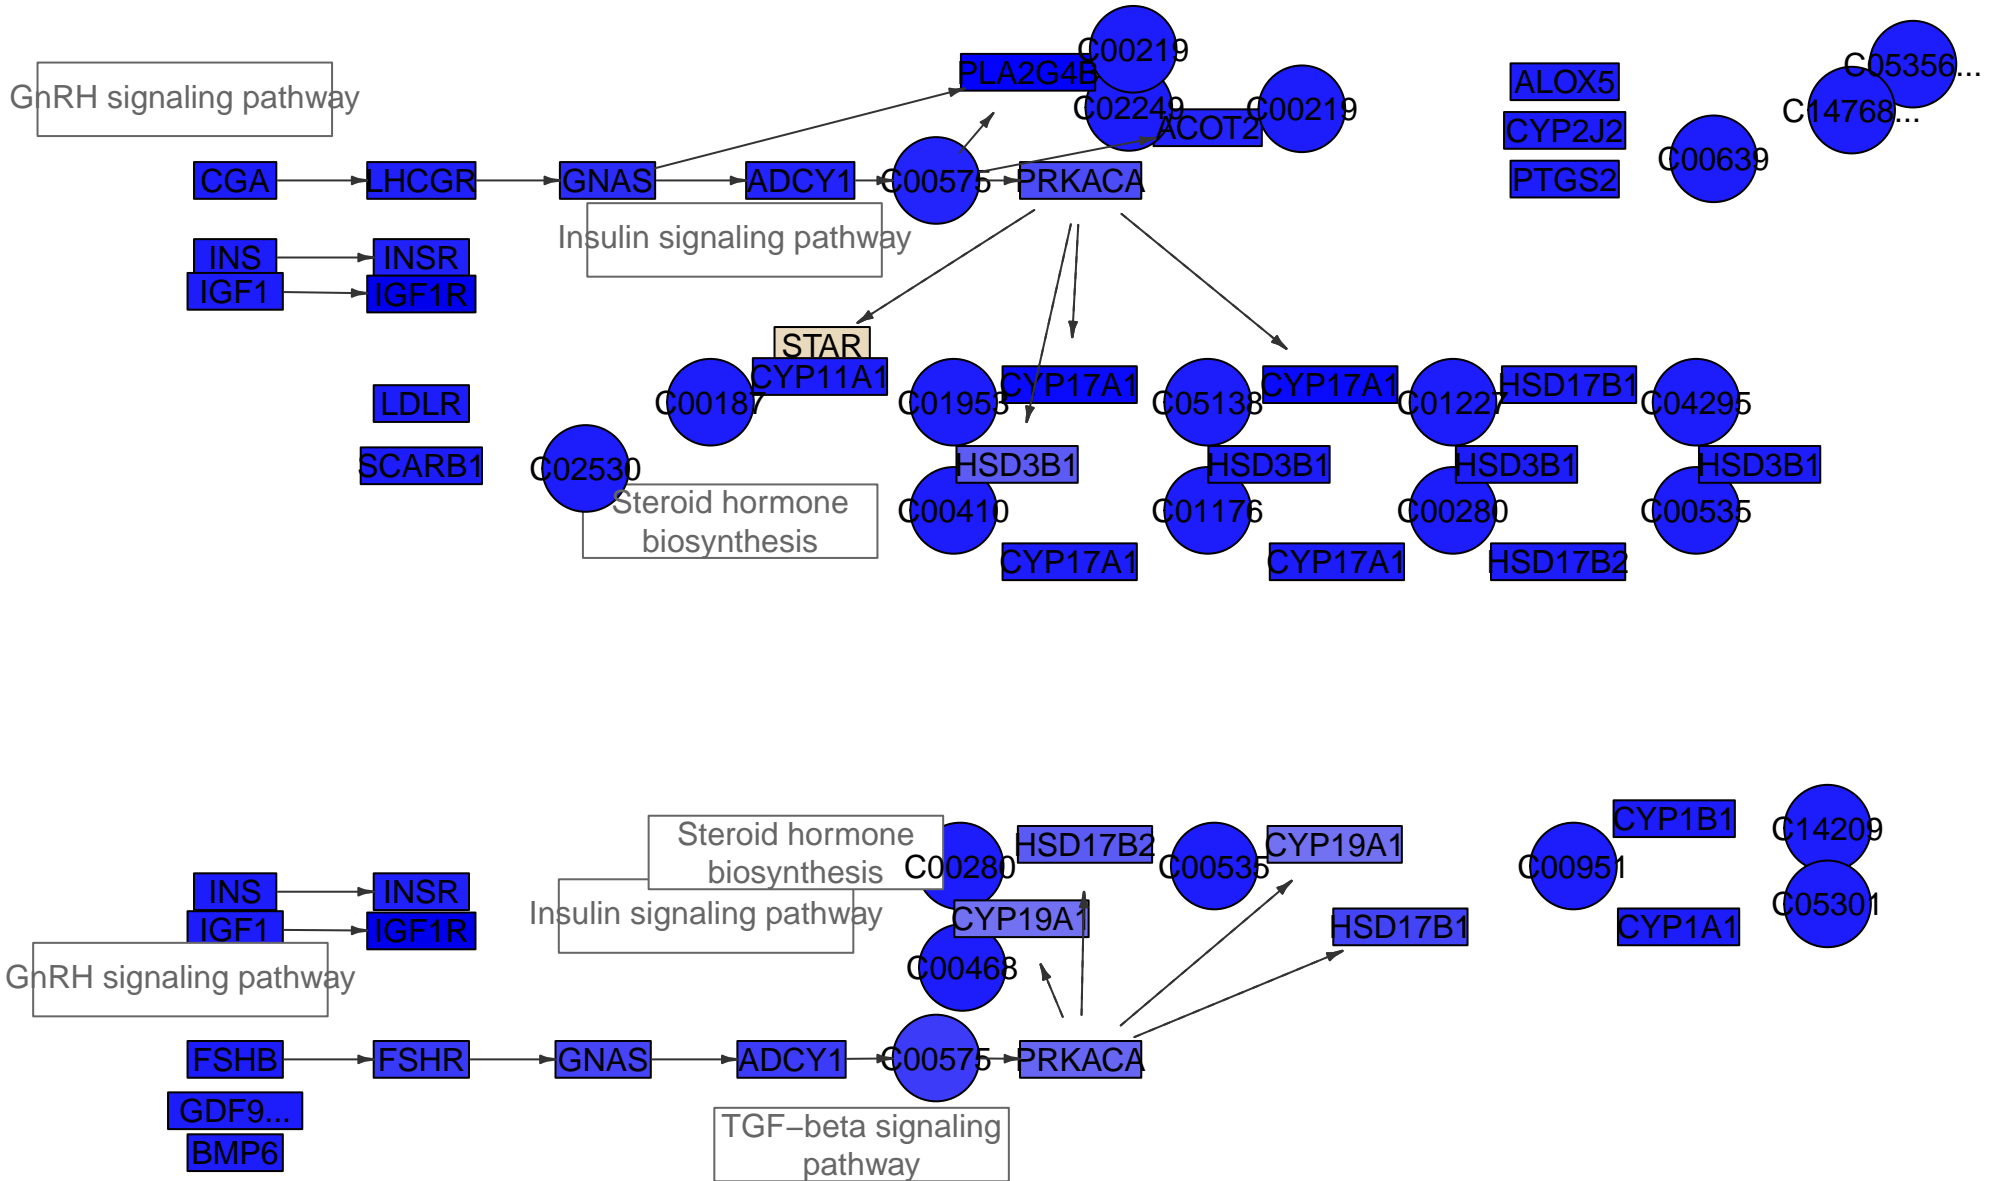 C00219
C05356...
PLA2G4B
ALOX5
GnRH signaling pathway
C02249
C00219
C14768...
ACOT2
CYP2J2
C00639
CGA
LHCGR
GNAS
ADCY1
C00575
PRKACA
PTGS2
Insulin signaling pathway
INS
INSR
IGF1
IGF1R
STAR
CYP11A1
CYP17A1
CYP17A1
HSD17B1
C00187
C01953
C05138
C01227
C04295
LDLR
SCARB1
C02530
HSD3B1
HSD3B1
HSD3B1
HSD3B1
Steroid hormone
biosynthesis
C00410
C01176
C00280
C00535
CYP17A1
CYP17A1
HSD17B2
Steroid hormone
biosynthesis
C00280
HSD17B2
C00535
CYP19A1
C00951
CYP1B1
C14209
INS
INSR
Insulin signaling pathway
CYP19A1
HSD17B1
CYP1A1
C05301
IGF1
IGF1R
GnRH signaling pathway
C00468
FSHB
FSHR
GNAS
ADCY1
C00575
PRKACA
GDF9...
BMP6
TGF−beta signaling
pathway